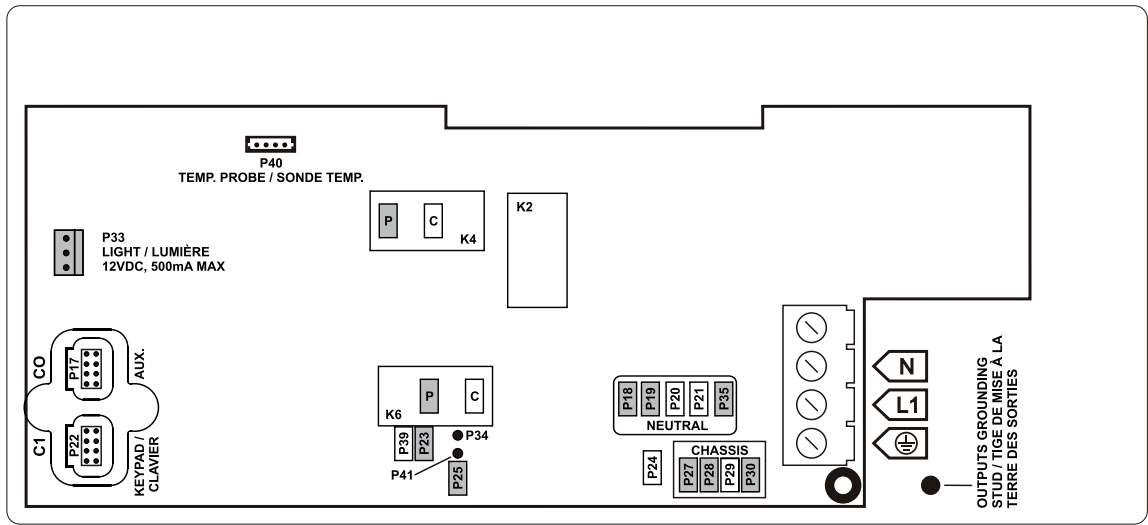 P40
TEMP. PROBE / SONDE TEMP.
P
C
K4
K2
P33
LIGHT / LUMIÈRE
12VDC, 500mA MAX
CO
P17
AUX.
C1
P22
KEYPAD /
CLAVIER
P
C
K6
P39
P23
P34
P41
P25
P18
P19
P20
P21
P35
NEUTRAL
P24
CHASSIS
P27
P28
P29
P30
N
L1
OUTPUTS GROUNDING
STUD / TIGE DE MISE À LA
TERRE DES SORTIES